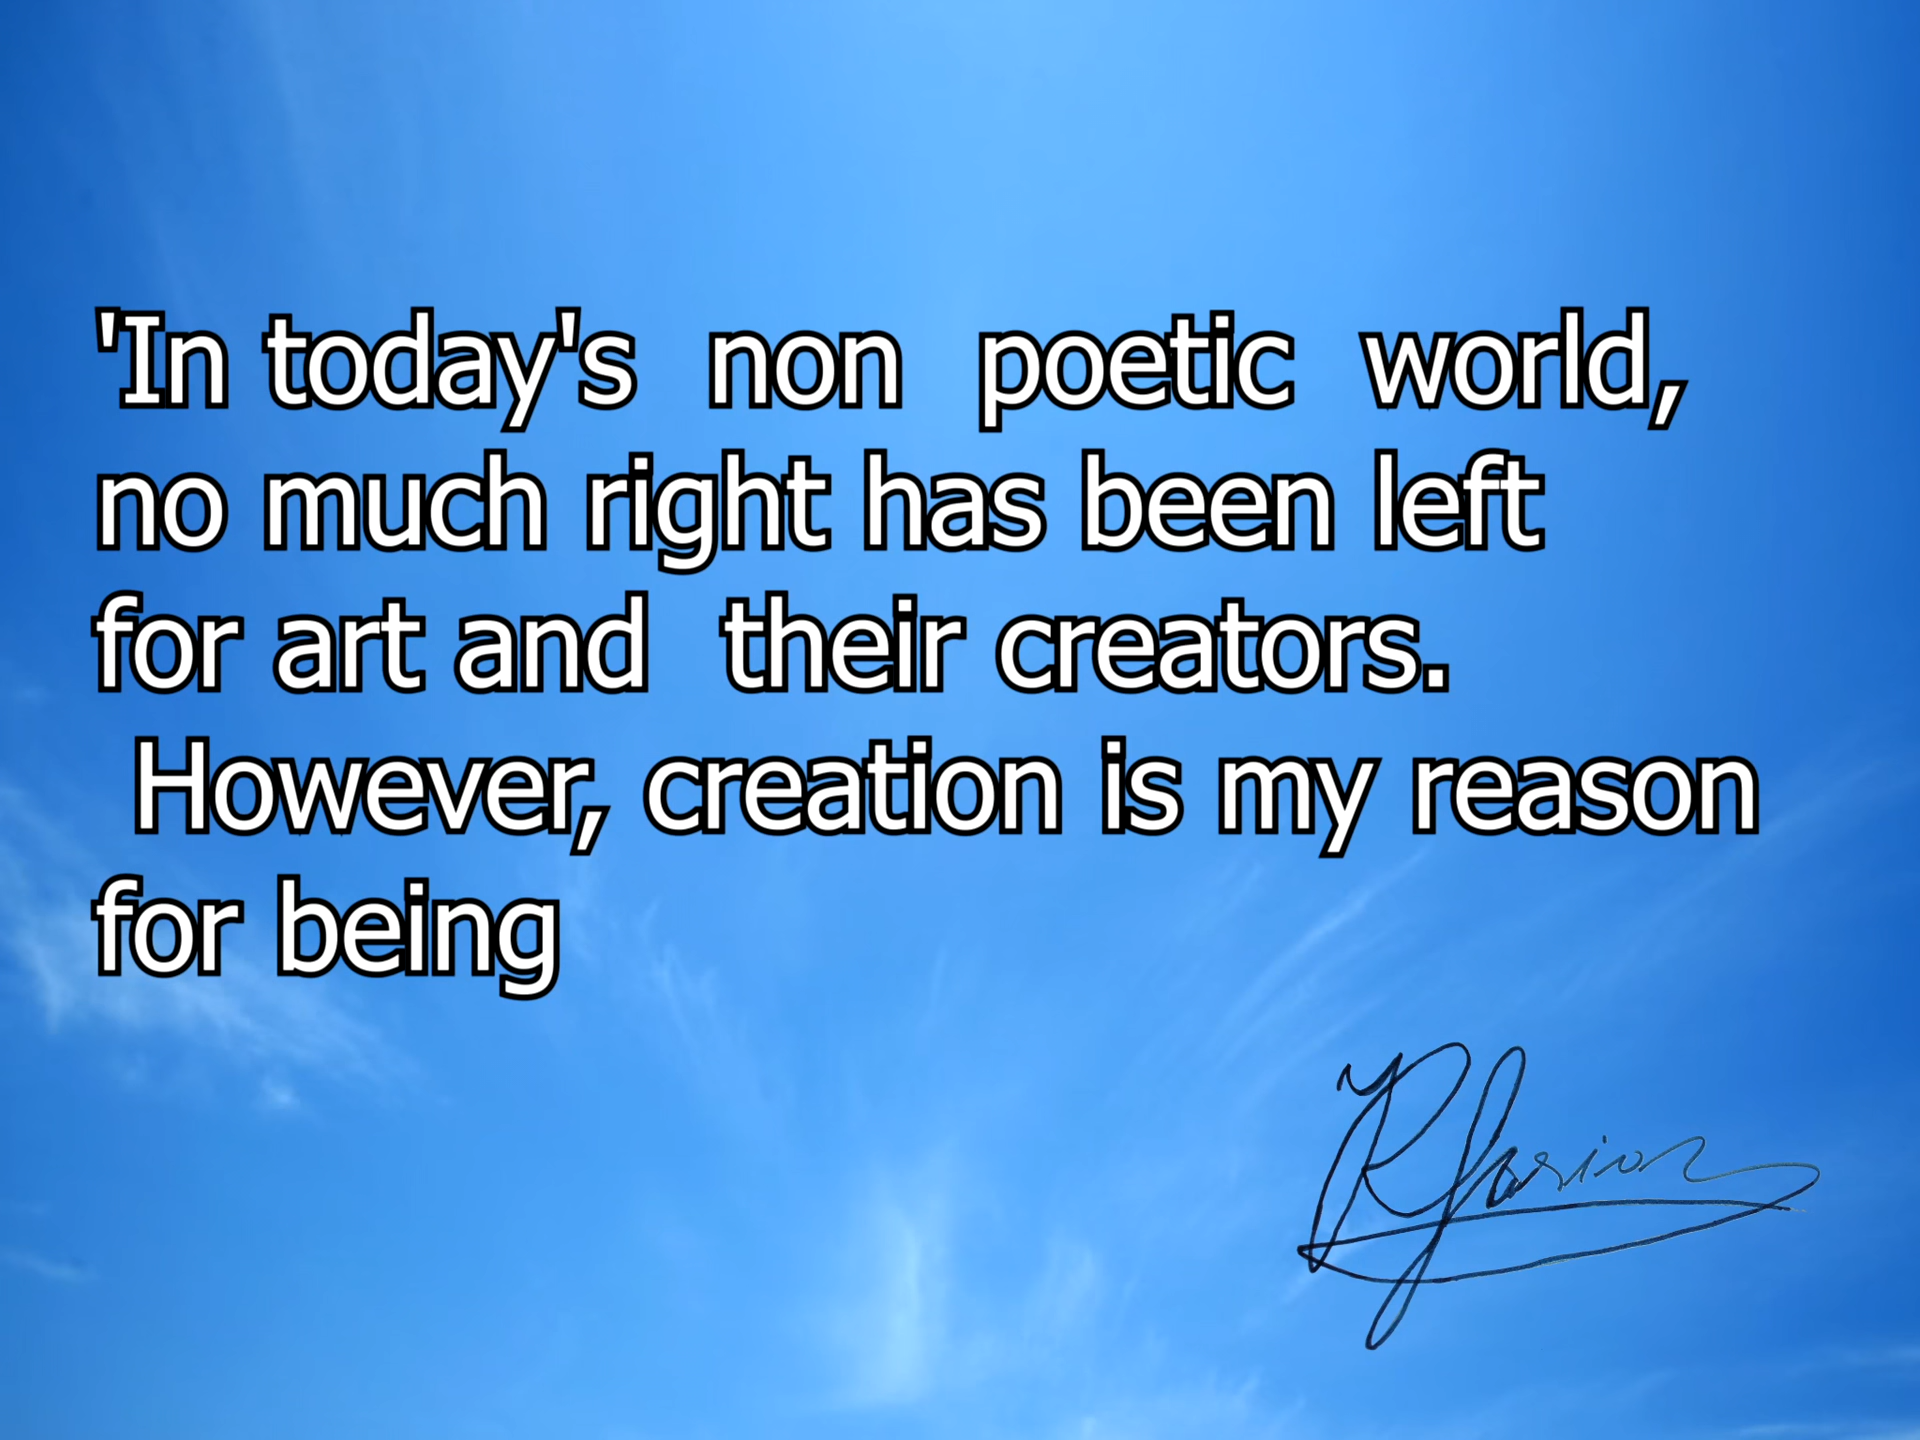 'In today's  non  poetic  world,
no much right has been left
for art and  their creators.
However, creation is my reason
for being